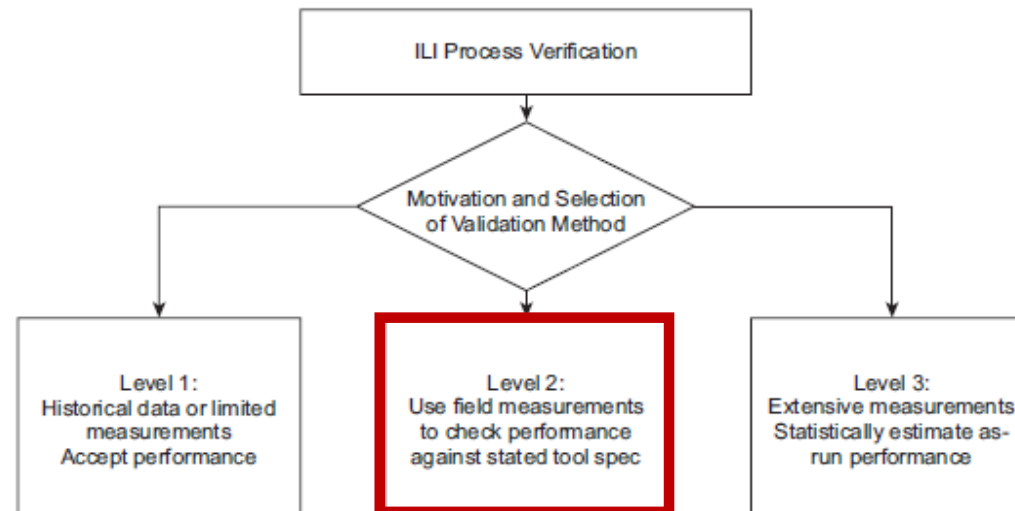 ILI Process Verification
Motivation and Selection
of Validation Method
Level 1:
Historical data or limited
measurements
Accept performance
Level 2:
Use field measurements
to check performance
against stated tool spec
Level 3:
Extensive measurements
Statistically estimate as-
run performance